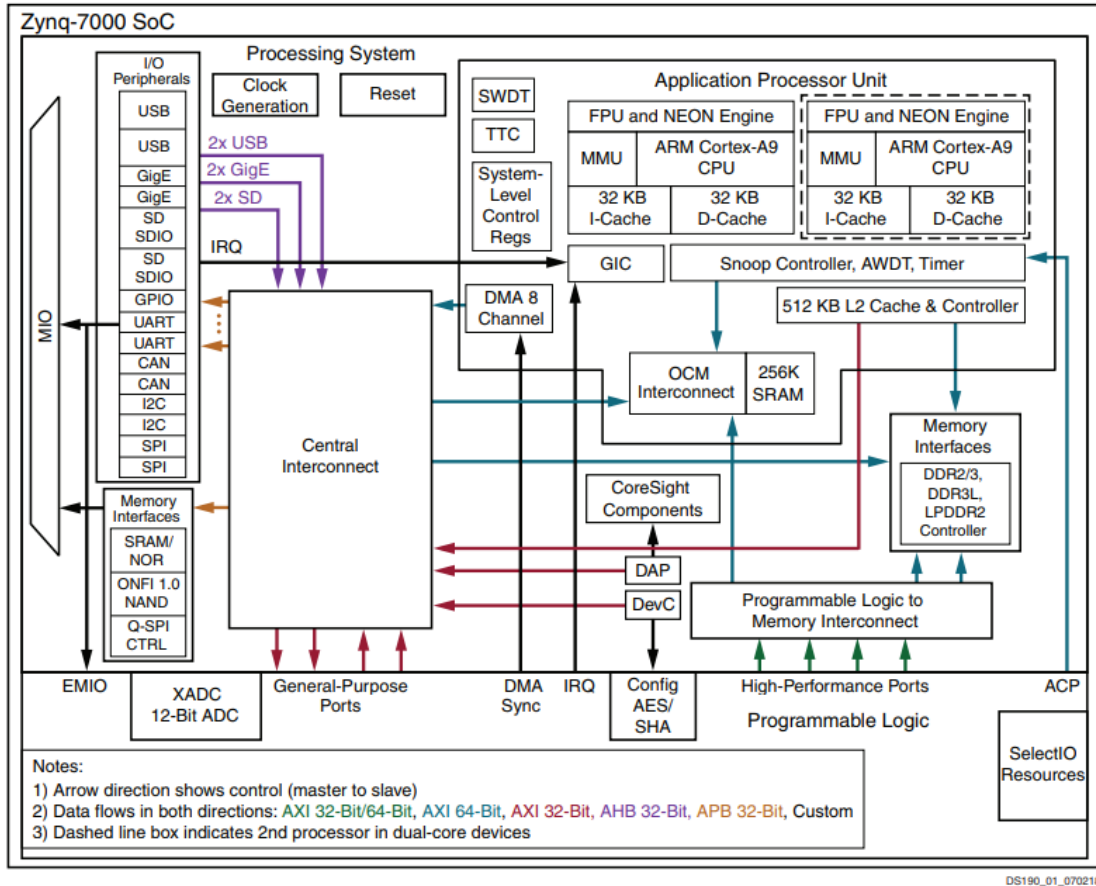 Zynq-7000 SoC
Processing System
I/O
Peripherals
USB
USB
GigE
GigE
SD
SDIO
SD
SDIO
GPIO
UART
UART
CAN
CAN
I2C
I2C
SPI
SPI
MIO
Clock
Generation
Reset
2x USB
2x GigE
2x SD
IRQ
Application Processor Unit
SWDT
TTC
System-
Level
Control
Regs
FPU and NEON Engine
MMU
ARM Cortex-A9
CPU
32 KB
I-Cache
32 KB
D-Cache
FPU and NEON Engine
MMU
ARM Cortex-A9
CPU
32 KB
I-Cache
32 KB
D-Cache
GIC
Snoop Controller, AWDT, Timer
DMA 8
Channel
512 KB L2 Cache & Controller
OCM
Interconnect
256K
SRAM
Central
Interconnect
Memory
Interfaces
DDR2/3,
DDR3L,
LPDDR2
Controller
CoreSight
Components
DAP
DevC
Programmable Logic to
Memory Interconnect
Memory
Interfaces
SRAM/
NOR
ONFI 1.0
NAND
Q-SPI
CTRL
EMIO
XADC
12-Bit ADC
General-Purpose
Ports
DMA
Sync
IRQ
Config
AES/
SHA
High-Performance Ports
ACP
Programmable Logic
SelectIO
Resources
Notes:
1) Arrow direction shows control (master to slave)
2) Data flows in both directions: AXI 32-Bit/64-Bit, AXI 64-Bit, AXI 32-Bit, AHB 32-Bit, APB 32-Bit, Custom
3) Dashed line box indicates 2nd processor in dual-core devices